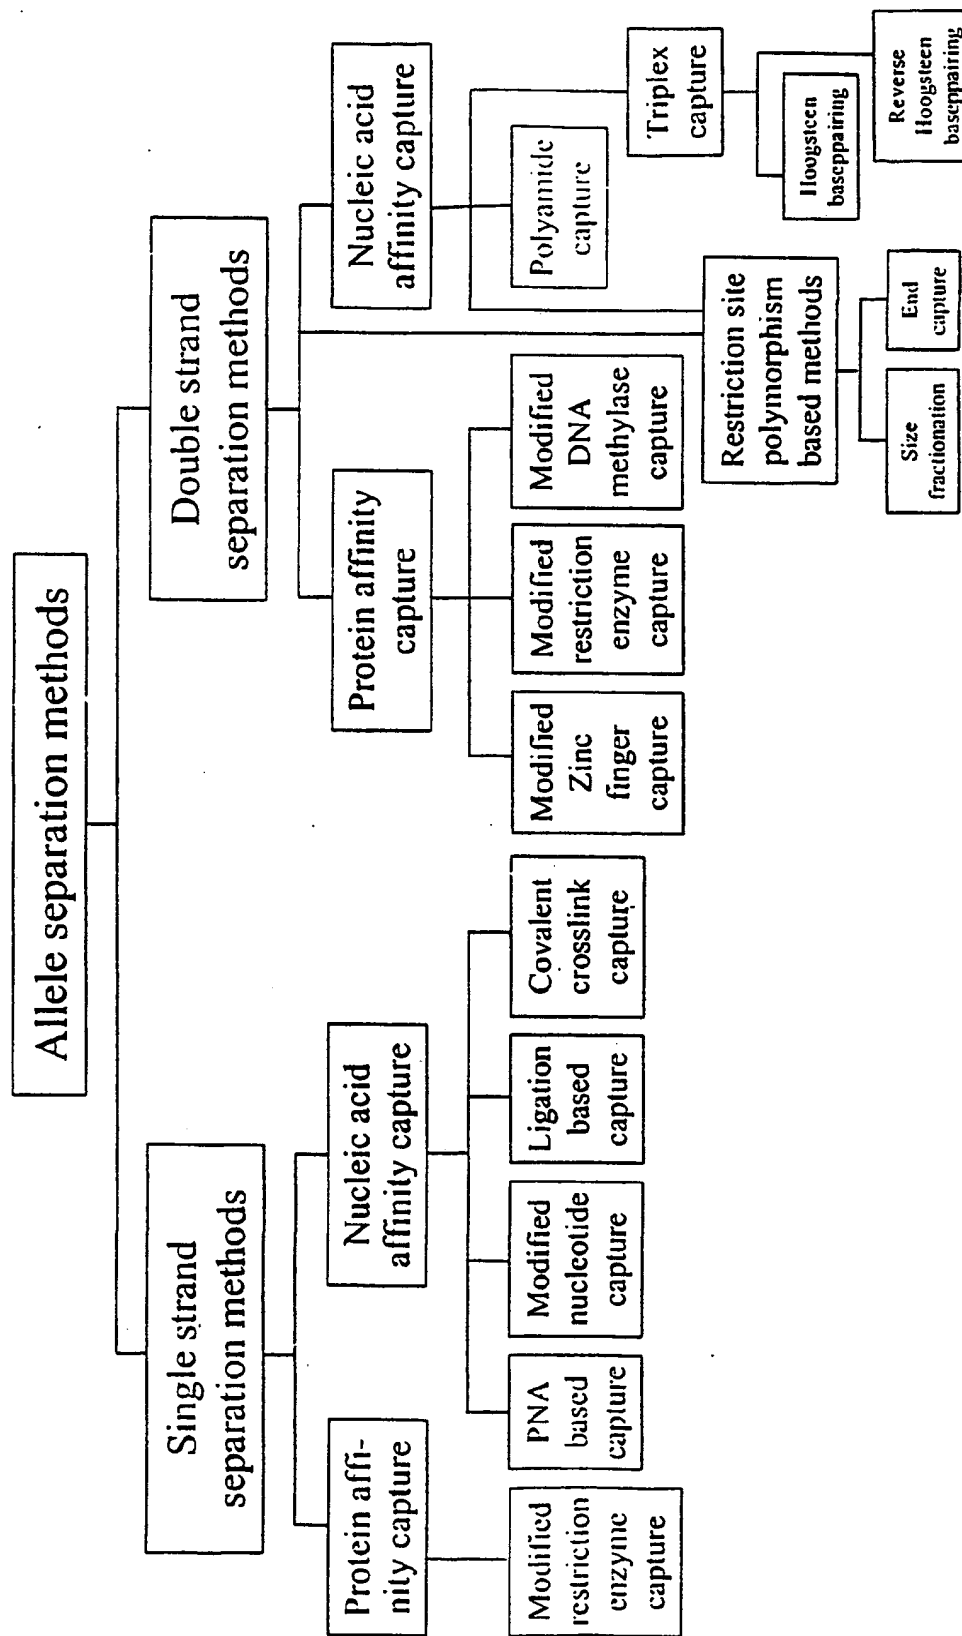 Allele separation methods
Single strand
separation methods
Double strand
separation methods
Protein affi-
nity capture
Nucleic acid
affinity capture
Protein affinity
capture
Nucleic acid
affinity capture
Modified
restriction
enzyme
capture
PNA
based
capture
Modified
nucleotide
capture
Ligation
based
capture
Covalent
crosslink
capture
Modified
Zinc
finger
capture
Modified
restriction
enzyme
capture
Modified
DNA
methylase
capture
Polyamide
capture
Triplex
capture
Restriction site
polymorphism
based methods
Hoogsteen
baseppairing
Reverse
Hoogsteen
baseppairing
Size
fractionation
End
capture